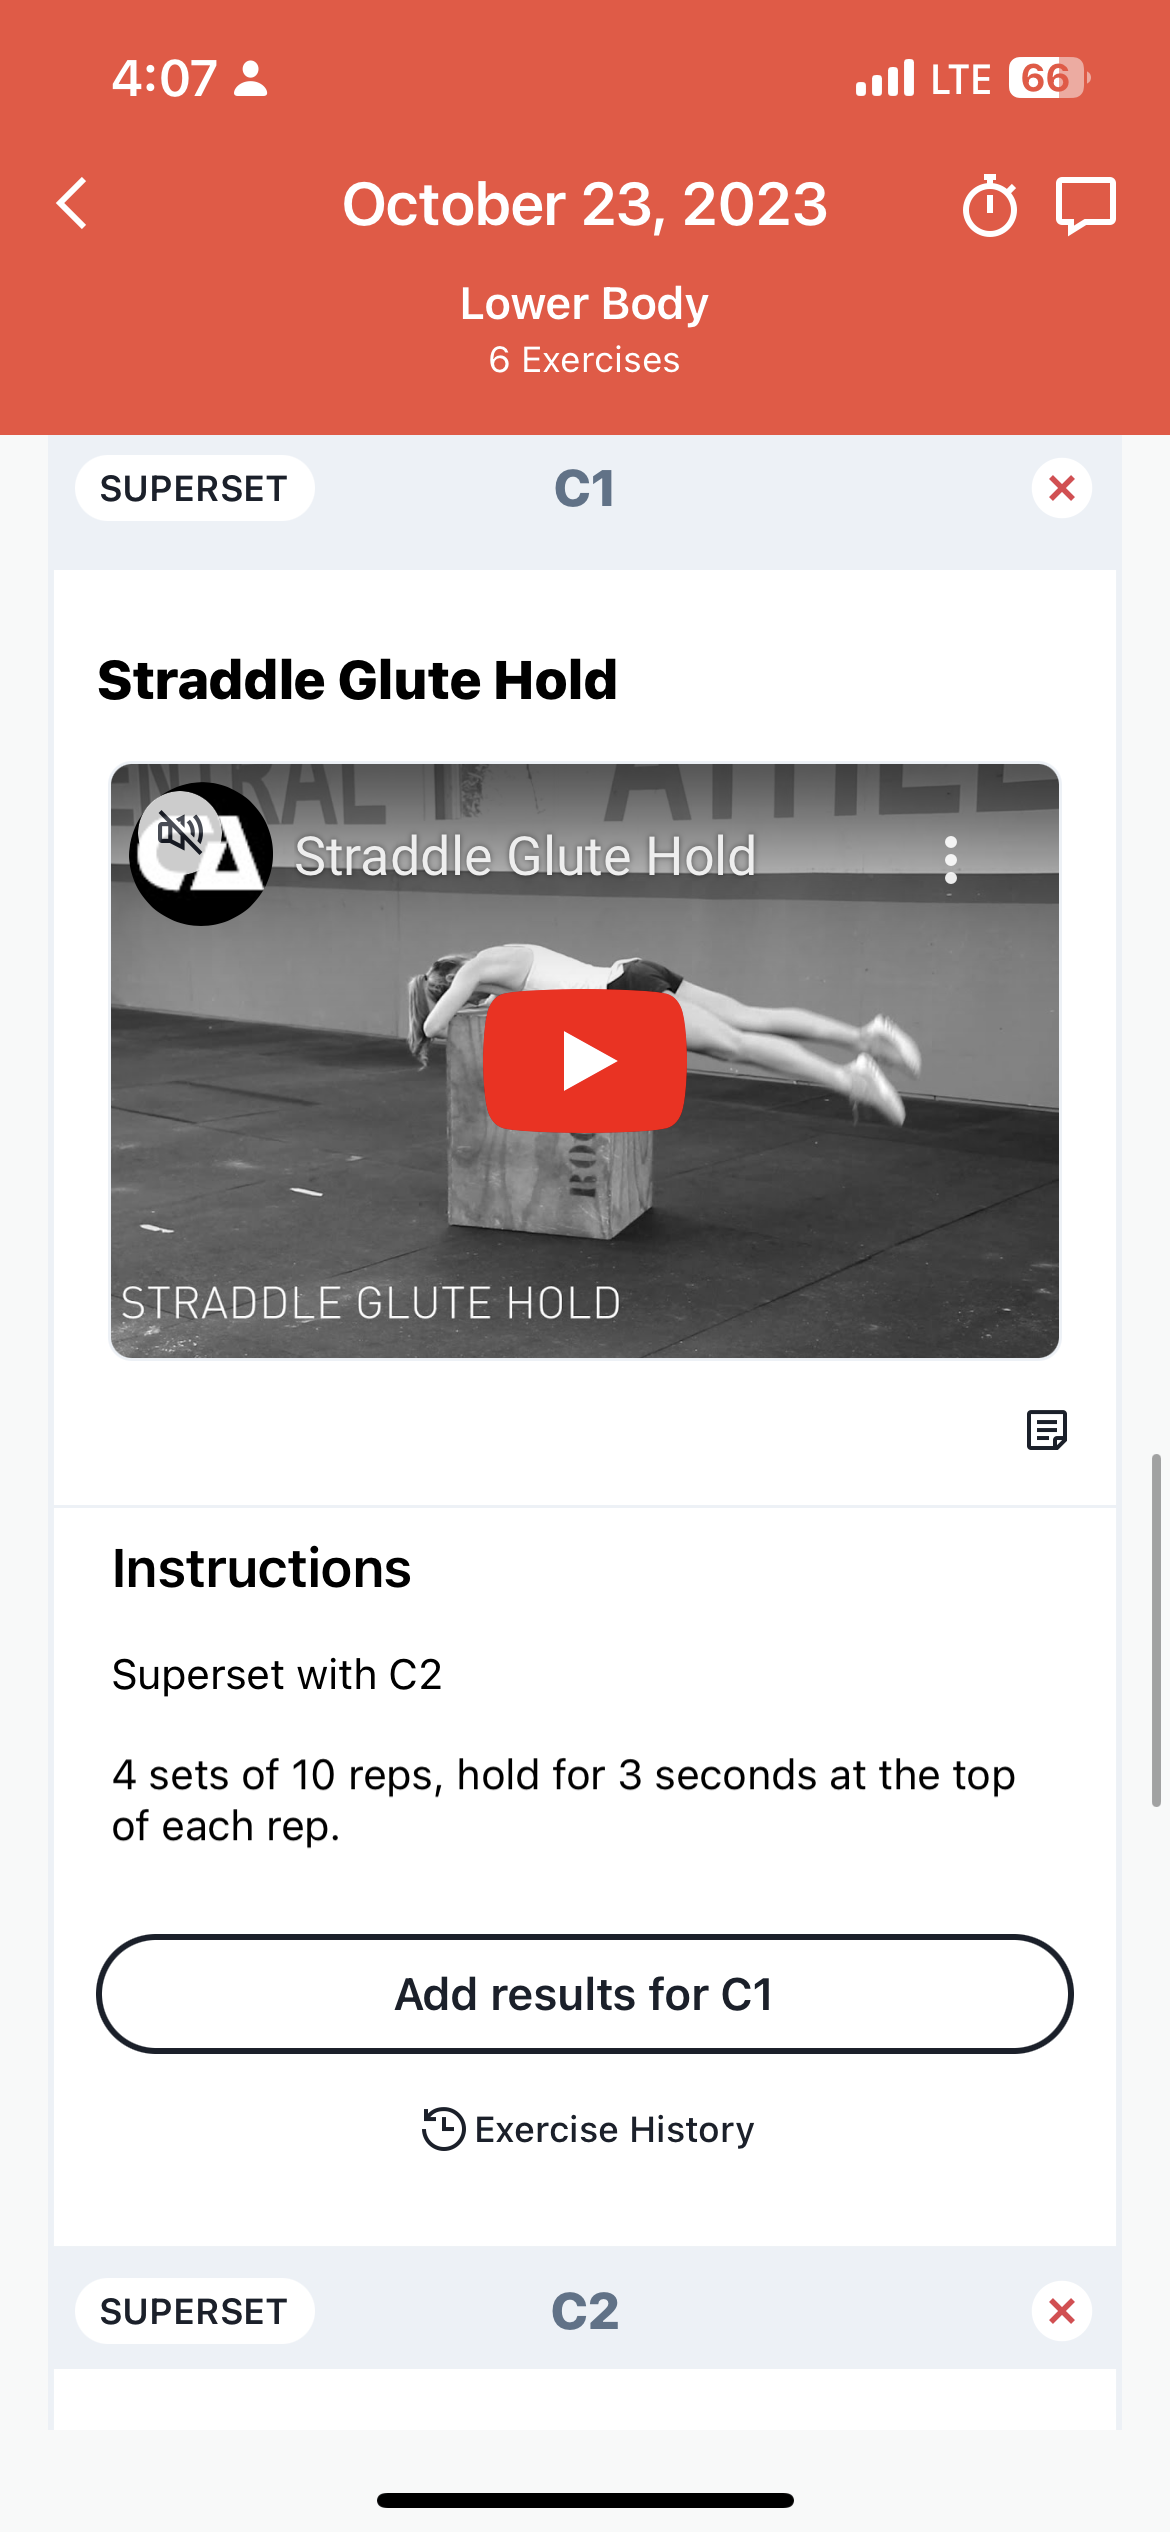 4:07
LTE 66
October 23, 2023
Lower Body
6 Exercises
SUPERSET C1
Straddle Glute Hold
CA
Straddle Glute Hold
STRADDLE GLUTE HOLD
Instructions
Superset with C2
4 sets of 10 reps, hold for 3 seconds at the top
of each rep.
Add results for C1
Exercise History
SUPERSET C2